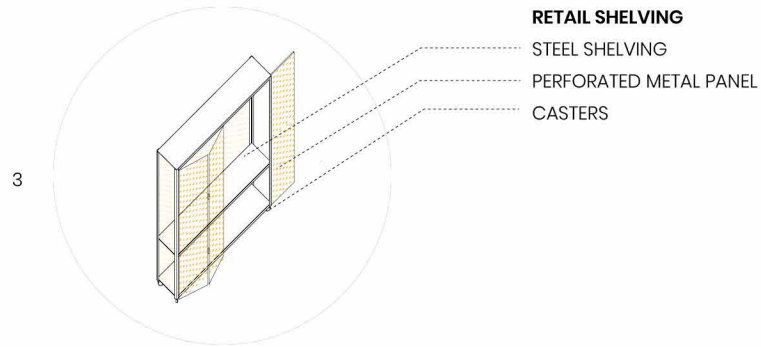 RETAIL SHELVING
STEEL SHELVING
PERFORATED METAL PANEL
CASTERS
3